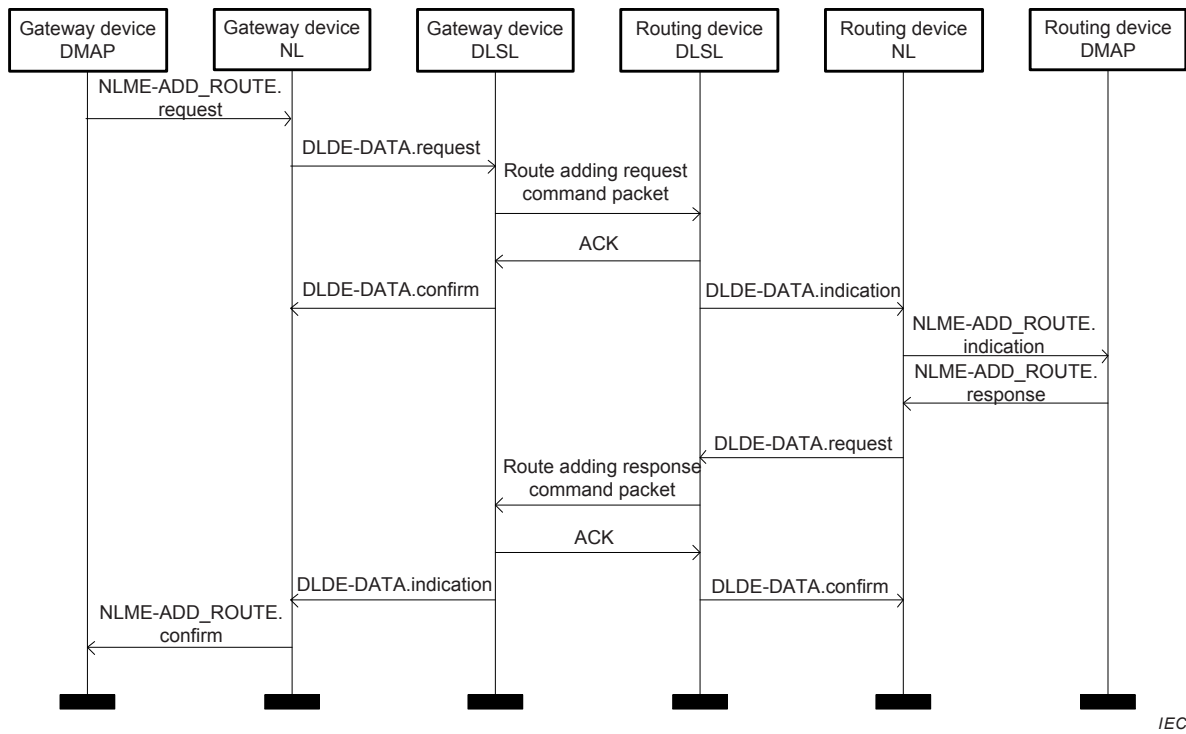 Gateway device
DMAP
Gateway device
NL
Gateway device
DLSL
Routing device
DLSL
Routing device
NL
Routing device
DMAP
NLME-ADD_ROUTE.
request
DLDE-DATA.request
Route adding request
command packet
ACK
DLDE-DATA.confirm
DLDE-DATA.indication
NLME-ADD_ROUTE.
indication
NLME-ADD_ROUTE.
response
DLDE-DATA.request
Route adding response
command packet
ACK
DLDE-DATA.indication
DLDE-DATA.confirm
NLME-ADD_ROUTE.
confirm
IEC